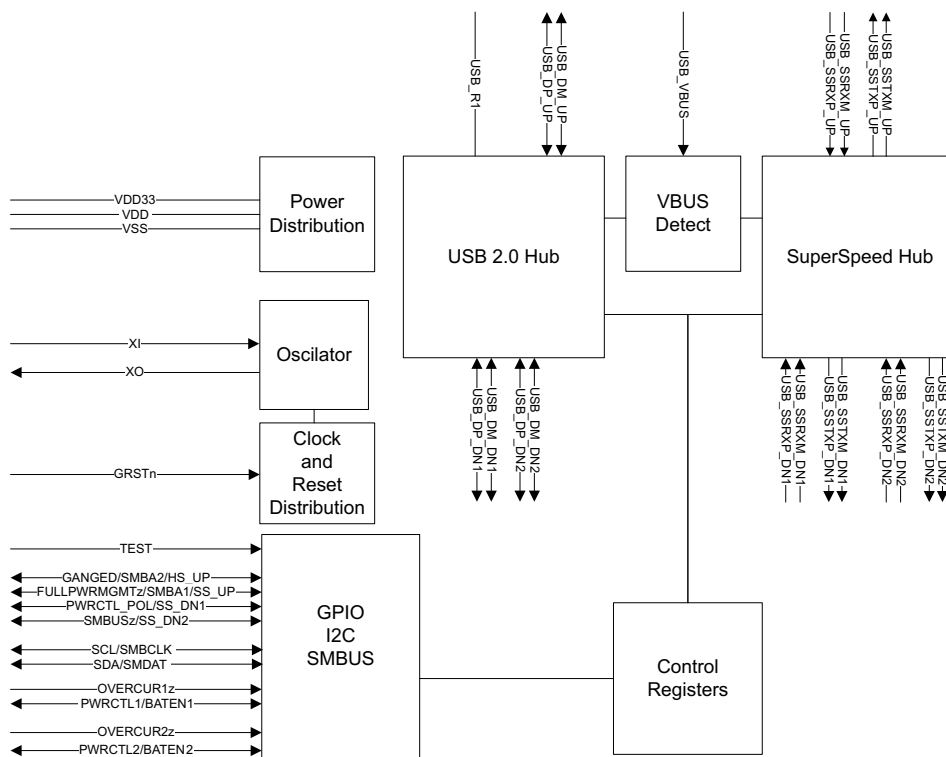 USB_R1
USB_DP_UP
USB_DM_UP
USB_VBUS
USB_SSRXP_UP
USB_SSRXM_UP
USB_SSTXP_UP
USB_SSTXM_UP
VDD33
VDD
VSS
Power
Distribution
USB 2.0 Hub
VBUS
Detect
SuperSpeed Hub
XI
XO
Oscilator
GRSTn
Clock
and
Reset
Distribution
USB_DP_DN1
USB_DM_DN1
USB_DP_DN2
USB_DM_DN2
USB_SSRXP_DN1
USB_SSRXM_DN1
USB_SSTXP_DN1
USB_SSTXM_DN1
USB_SSRXP_DN2
USB_SSRXM_DN2
USB_SSTXP_DN2
USB_SSTXM_DN2
TEST
GANGED/SMBA2/HS_UP
FULLPWRMGMTz/SMBA1/SS_UP
PWRCTL_POL/SS_DN1
SMBUSz/SS_DN2
SCL/SMBCLK
SDA/SMDAT
OVERCUR1z
PWRCTL1/BATEN1
OVERCUR2z
PWRCTL2/BATEN2
GPIO
I2C
SMBUS
Control
Registers